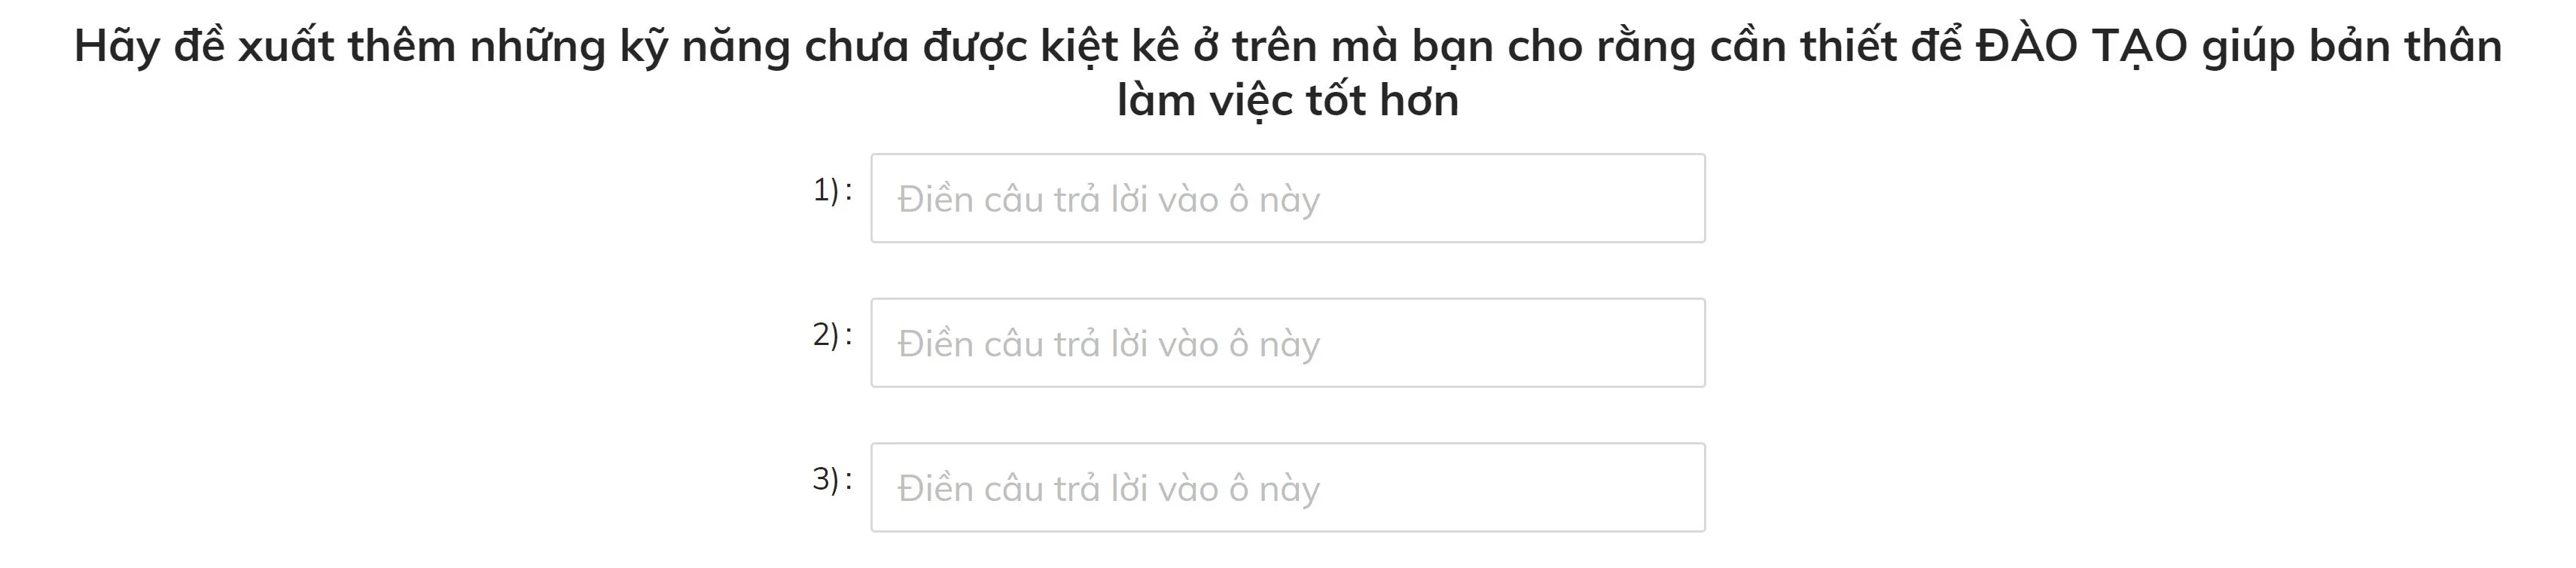 Hãy đề xuất thêm những kỹ năng chưa được kiệt kê ở trên mà bạn cho rằng cần thiết để ĐÀO TẠO giúp bản thân
làm việc tốt hơn
1) : Điền câu trả lời vào ô này
2) : Điền câu trả lời vào ô này
3) : Điền câu trả lời vào ô này